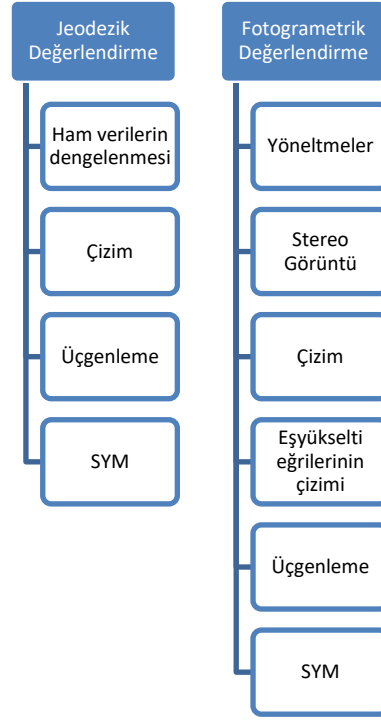 Jeodezik
Değerlendirme
Ham verilerin
dengelenmesi
Çizim
Üçgenleme
SYM
Fotogrametrik
Değerlendirme
Yöneltmeler
Stereo
Görüntü
Çizim
Eşyükselti
eğrilerinin
çizimi
Üçgenleme
SYM